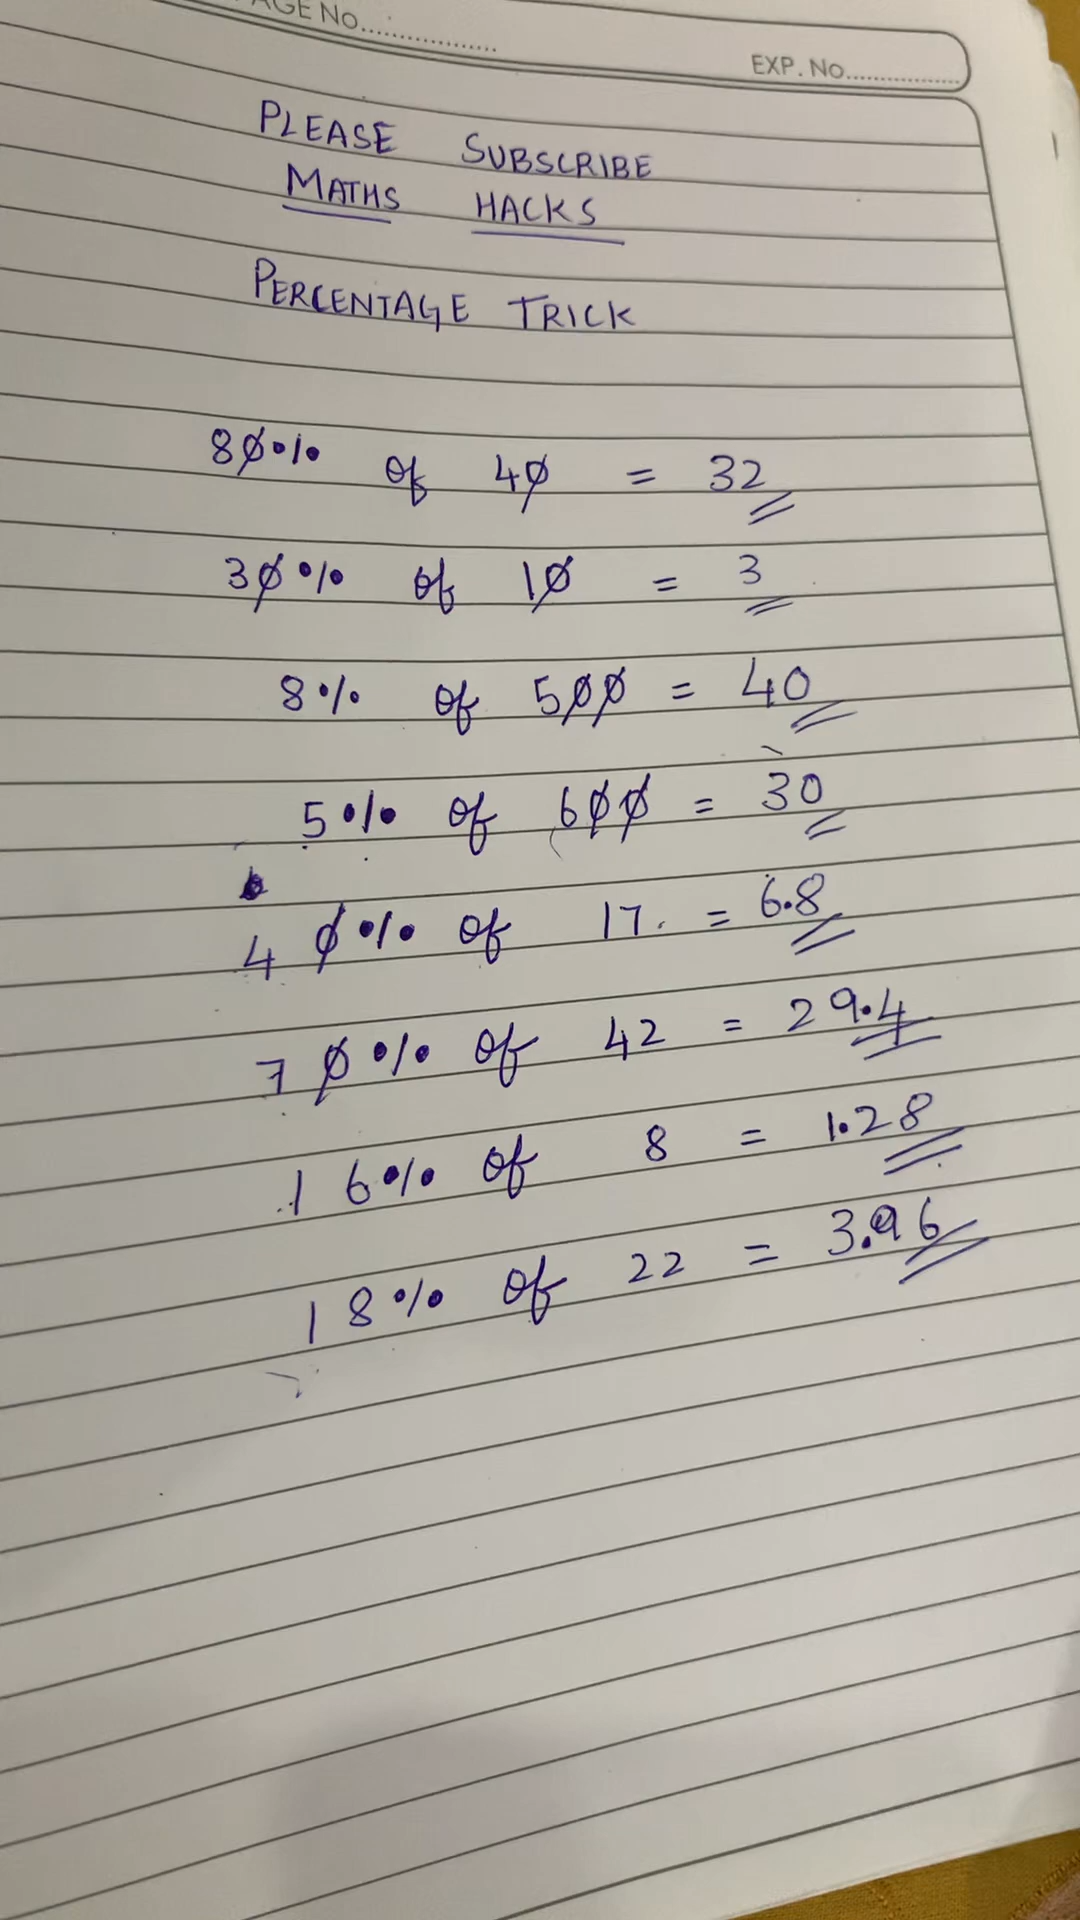 PAGE No................
EXP. No................
PLEASE SUBSCRIBE
MATHS HACKS
PERCENTAGE TRICK
80% of 40 = 32
30% of 10 = 3
8% of 500 = 40
5% of 600 = 30
40% of 17. = 6.8
70% of 42 = 29.4
16% of 8 = 1.28
18% of 22 = 3.96